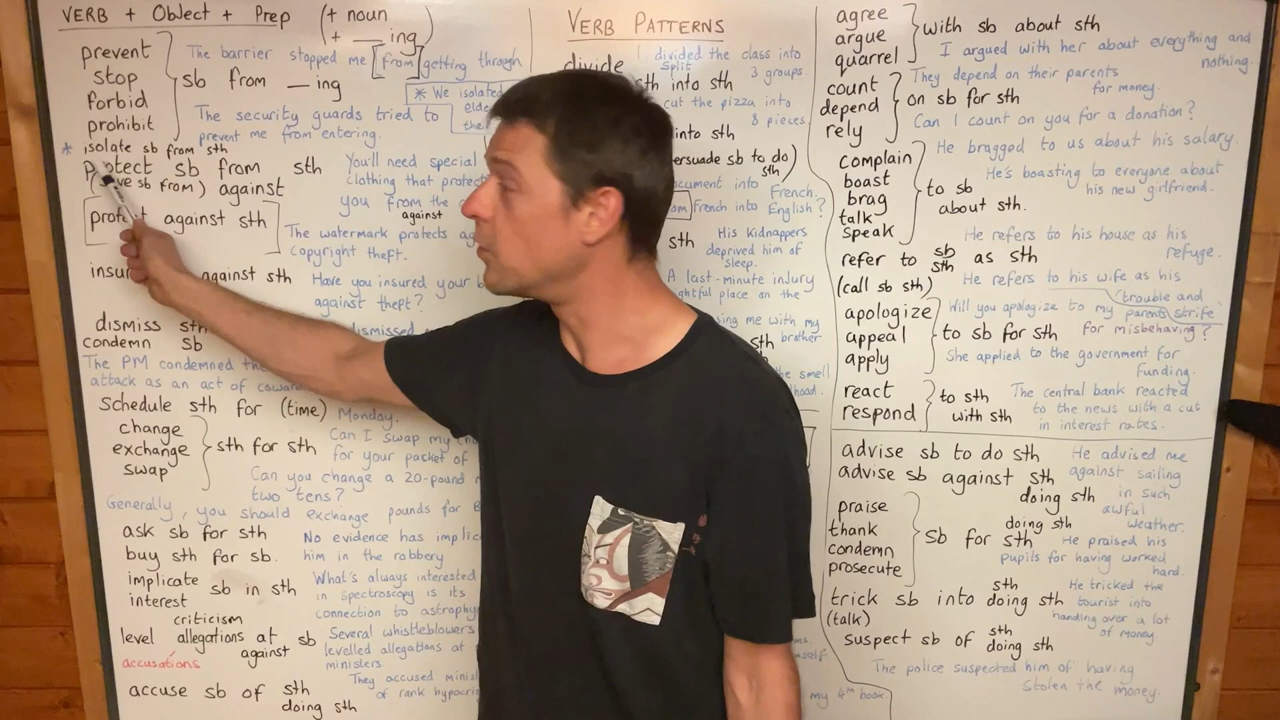 VERB + OBJECT + PREP (+ noun
(+ __ ing)
prevent
stop
forbid
prohibit
sb from __ ing
The barrier stopped me [from] getting through
* We isolated
The security guards tried to
prevent me from entering.
* isolate sb from sth
protect sb from sth
sb from) against
You'll need special
clothing that
you from the
against
against sth
The watermark protects
copyright theft.
against sth
Have you insured your
against theft?
dismiss sth
condemn sb
dismissed
The PM condemned the
attack as an act of
schedule sth for (time)
Monday.
change
exchange
swap
sth for sth
Can I swap my
for your packet of
Can you change a 20-pound
two tens?
Generally, you should exchange pounds for
ask sb for sth
buy sth for sb.
No evidence has
him in the robbery
implicate
interest
sb in sth
What's always interested
in spectroscopy is its
connection to
level criticism
allegations at sb
against
accusations
Several whistleblowers
levelled allegations at
ministers
accuse sb of sth
doing sth
They accused
of rank
VERB PATTERNS
divide
I divided the class into
split
3 groups.
sth into sth
cut the pizza into
8 pieces
into sth
sb to do)
sth
into French.
French into English?
sth
His kidnappers
deprived him of
sleep.
A last-minute injury
place on the
me with my
brother
sth
the smell
my 4th book.
agree
argue
quarrel
with sb about sth
I argued with her about everything and
nothing.
count
depend
rely
on sb for sth
They depend on their parents
for money.
Can I count on you for a donation?
complain
boast
brag
talk
speak
to sb
about sth.
He bragged to us about his salary.
He's boasting to everyone about
his new girlfriend.
refer to sb
sth as sth
(call sb sth)
He refers to his house as his
refuge.
He refers to his wife as his
'trouble and
strife'
apologize
appeal
apply
to sb for sth
Will you apologize to my parents
for misbehaving?
She applied to the government for
funding.
react
respond
to sth
with sth
The central bank reacted
to the news with a cut
in interest rates.
advise sb to do sth
advise sb against sth
doing sth
He advised me
against sailing
in such
awful
weather.
praise
thank
condemn
prosecute
sb for doing sth
sth
He praised his
pupils for having worked
hard.
trick sb into sth
doing sth
(talk)
He tricked the
tourist into
handing over a lot
of money.
suspect sb of sth
doing sth
The police suspected him of having
stolen the money.